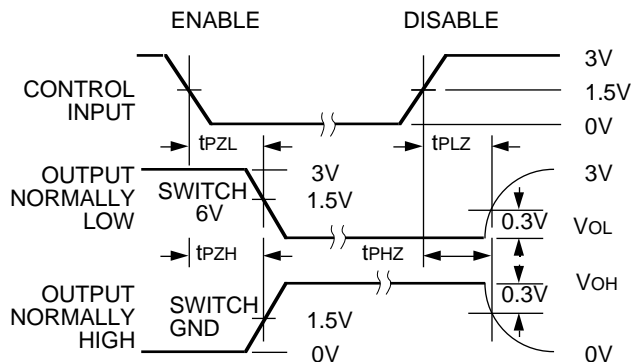 ENABLE DISABLE
CONTROL
INPUT
3V
1.5V
0V
tPZL
tPLZ
OUTPUT
NORMALLY
LOW
SWITCH
6V
3V
1.5V
3V
0.3V
VOL
tPZH
tPHZ
OUTPUT
NORMALLY
HIGH
SWITCH
GND
1.5V
0V
0.3V
VOH
0V